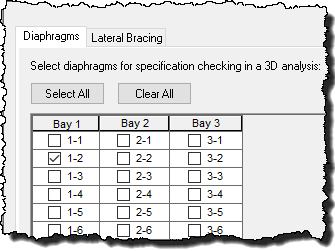 Diaphragms Lateral Bracing
Select diaphragms for specification checking in a 3D analysis:
Select All Clear All
Bay 1 Bay 2 Bay 3
1-1 2-1 3-1
1-2 2-2 3-2
1-3 2-3 3-3
1-4 2-4 3-4
1-5 2-5 3-5
1-6 2-6 3-6